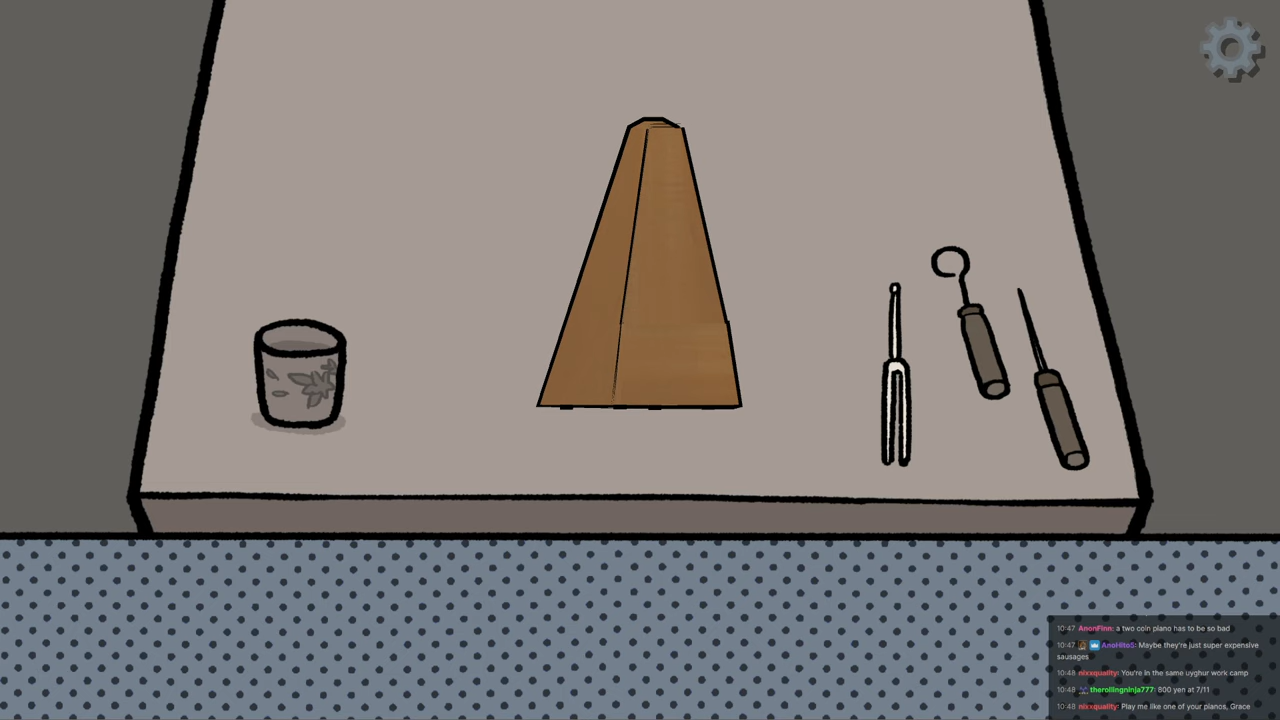 10:47 AnonFinn: a two coin piano has to be so bad
10:47 AnoHiteS: Maybe they're just super expensive
sausages
10:48 nixxquality: You're in the same uyghur work camp
10:48 therollingninja777: 800 yen at 7/11
10:48 nixxquality: Play me like one of your pianos, Grace